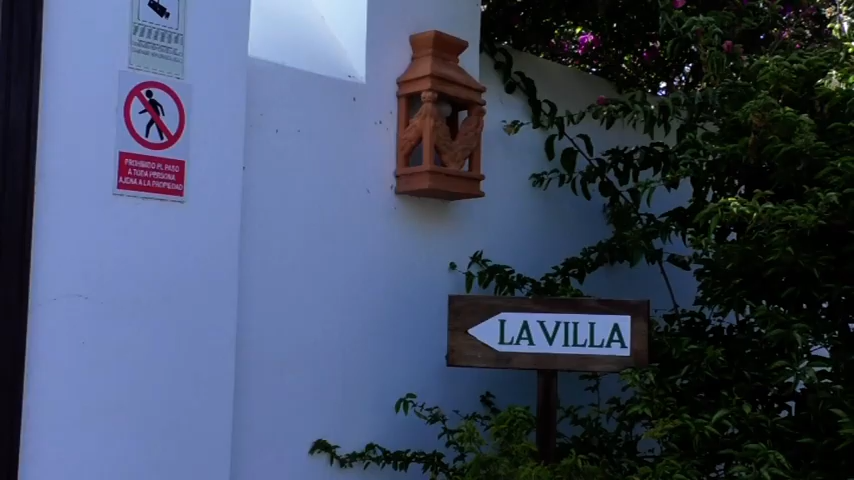 PROHIBIDO EL PASO
A TODA PERSONA
AJENA A LA PROPIEDAD
LA VILLA